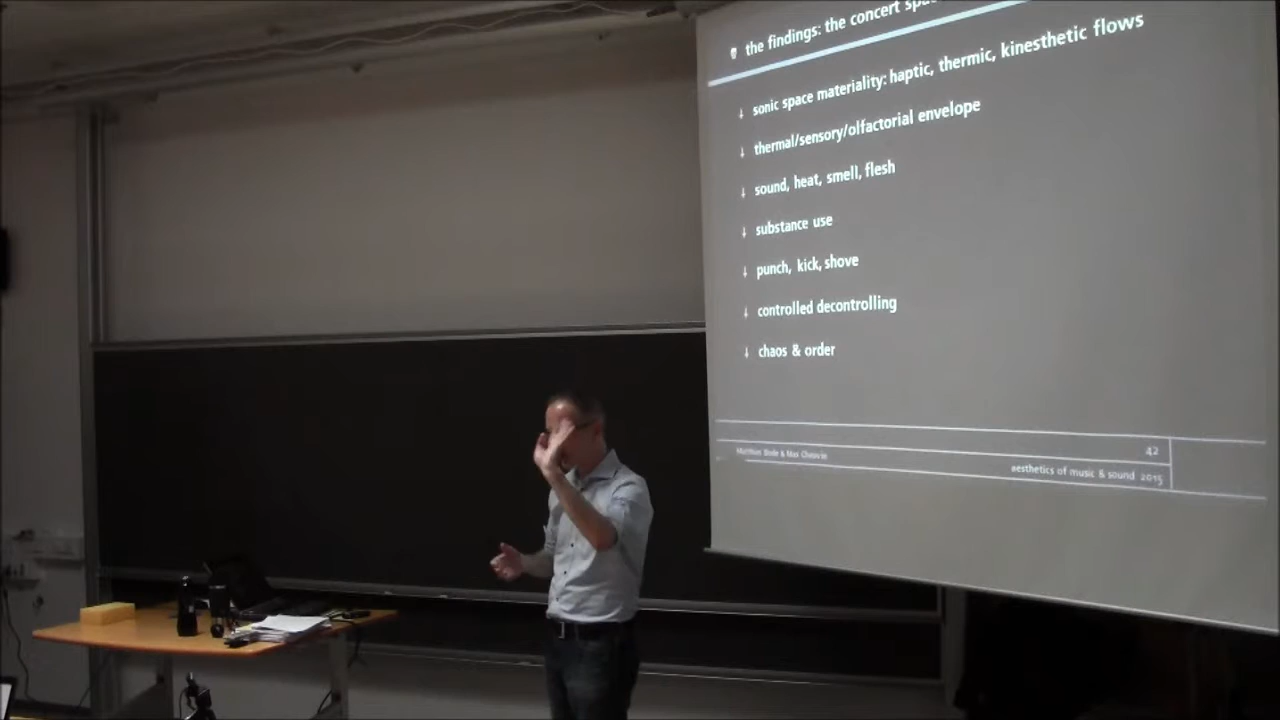 the findings: the concert
sonic space materiality: haptic, thermic, kinesthetic flows
thermal/sensory/olfactorial envelope
sound, heat, smell, flesh
substance use
punch, kick, shove
controlled decontrolling
chaos & order
42
aesthetics of music & sound 2015